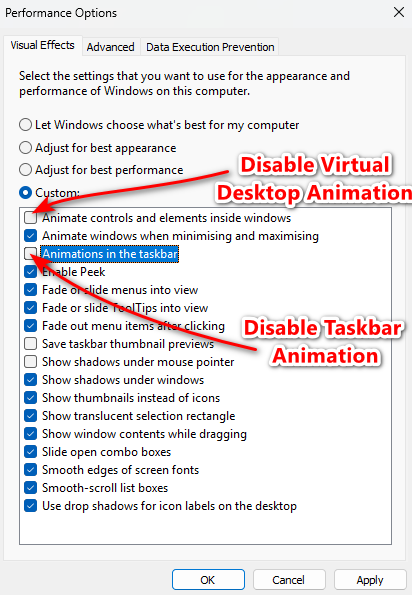 Performance Options
Visual Effects
Advanced
Data Execution Prevention
Select the settings that you want to use for the appearance and
performance of Windows on this computer.
Let Windows choose what's best for my computer
Adjust for best appearance
Adjust for best performance
Custom:
Disable Virtual
Desktop Animation
Animate controls and elements inside windows
Animate windows when minimising and maximising
Animations in the taskbar
Enable Peek
Fade or slide menus into view
Fade or slide ToolTips into view
Fade out menu items after clicking
Disable Taskbar
Animation
Save taskbar thumbnail previews
Show shadows under mouse pointer
Show shadows under windows
Show thumbnails instead of icons
Show translucent selection rectangle
Show window contents while dragging
Slide open combo boxes
Smooth edges of screen fonts
Smooth-scroll list boxes
Use drop shadows for icon labels on the desktop
OK
Cancel
Apply